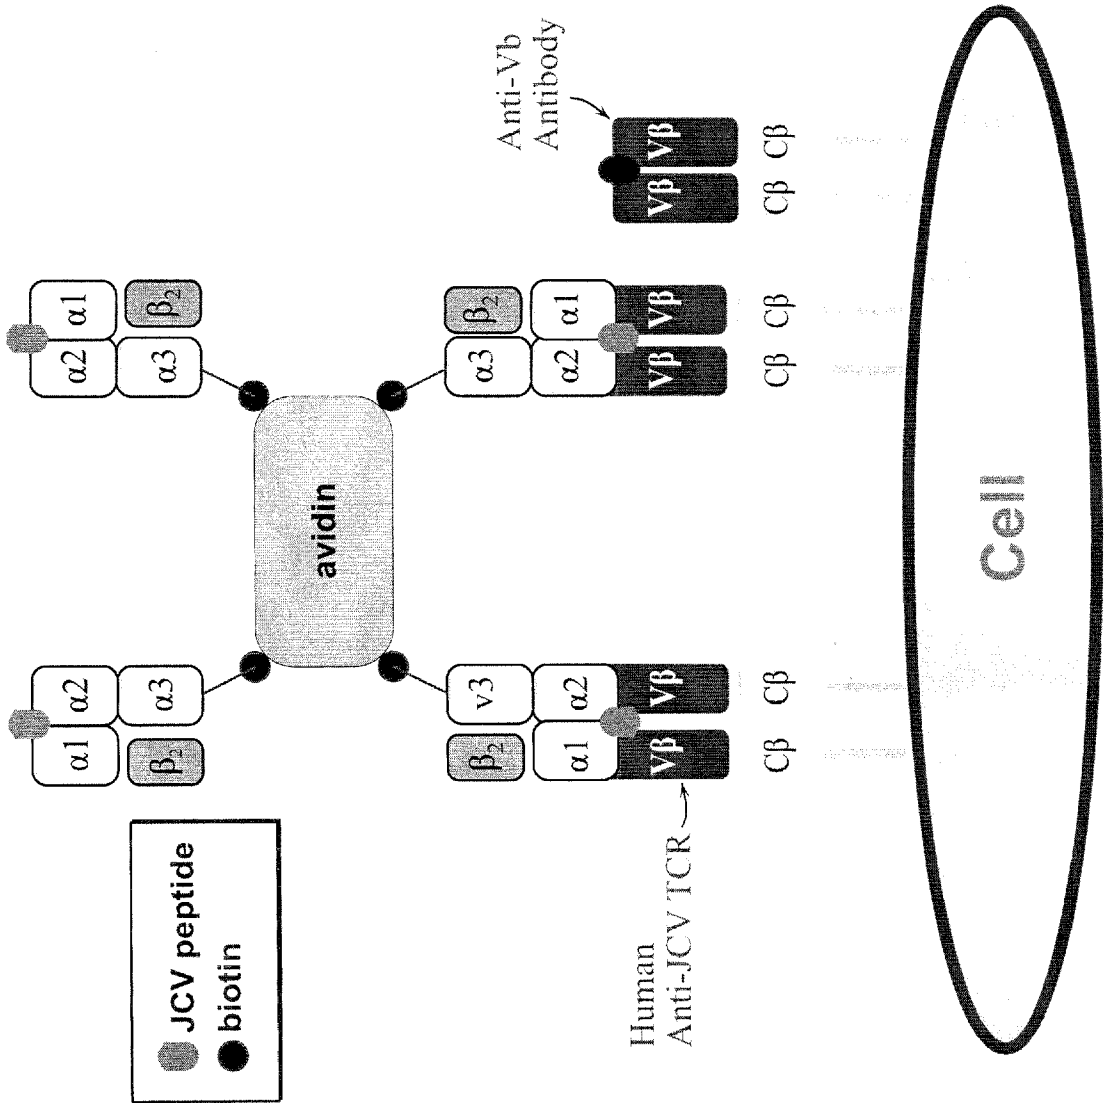 JCV peptide
biotin
α1
α2
β2
α3
α2
α1
α3
β2
avidin
β2
v3
α1
α2
Vβ
Vβ
α3
β2
α2
α1
Vβ
Vβ
Anti-Vb
Antibody
Vβ
Vβ
Human
Anti-JCV TCR
Cβ
Cβ
Cβ
Cβ
Cβ
Cβ
Cell